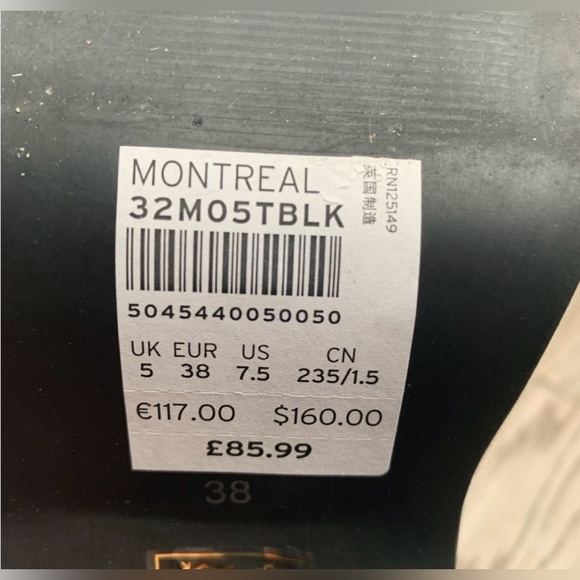 MONTREAL
32M05TBLK
5045440050050
UK EUR US CN
5 38 7.5 235/1.5
€117.00 $160.00
£85.99
RN125149
英国制造
38